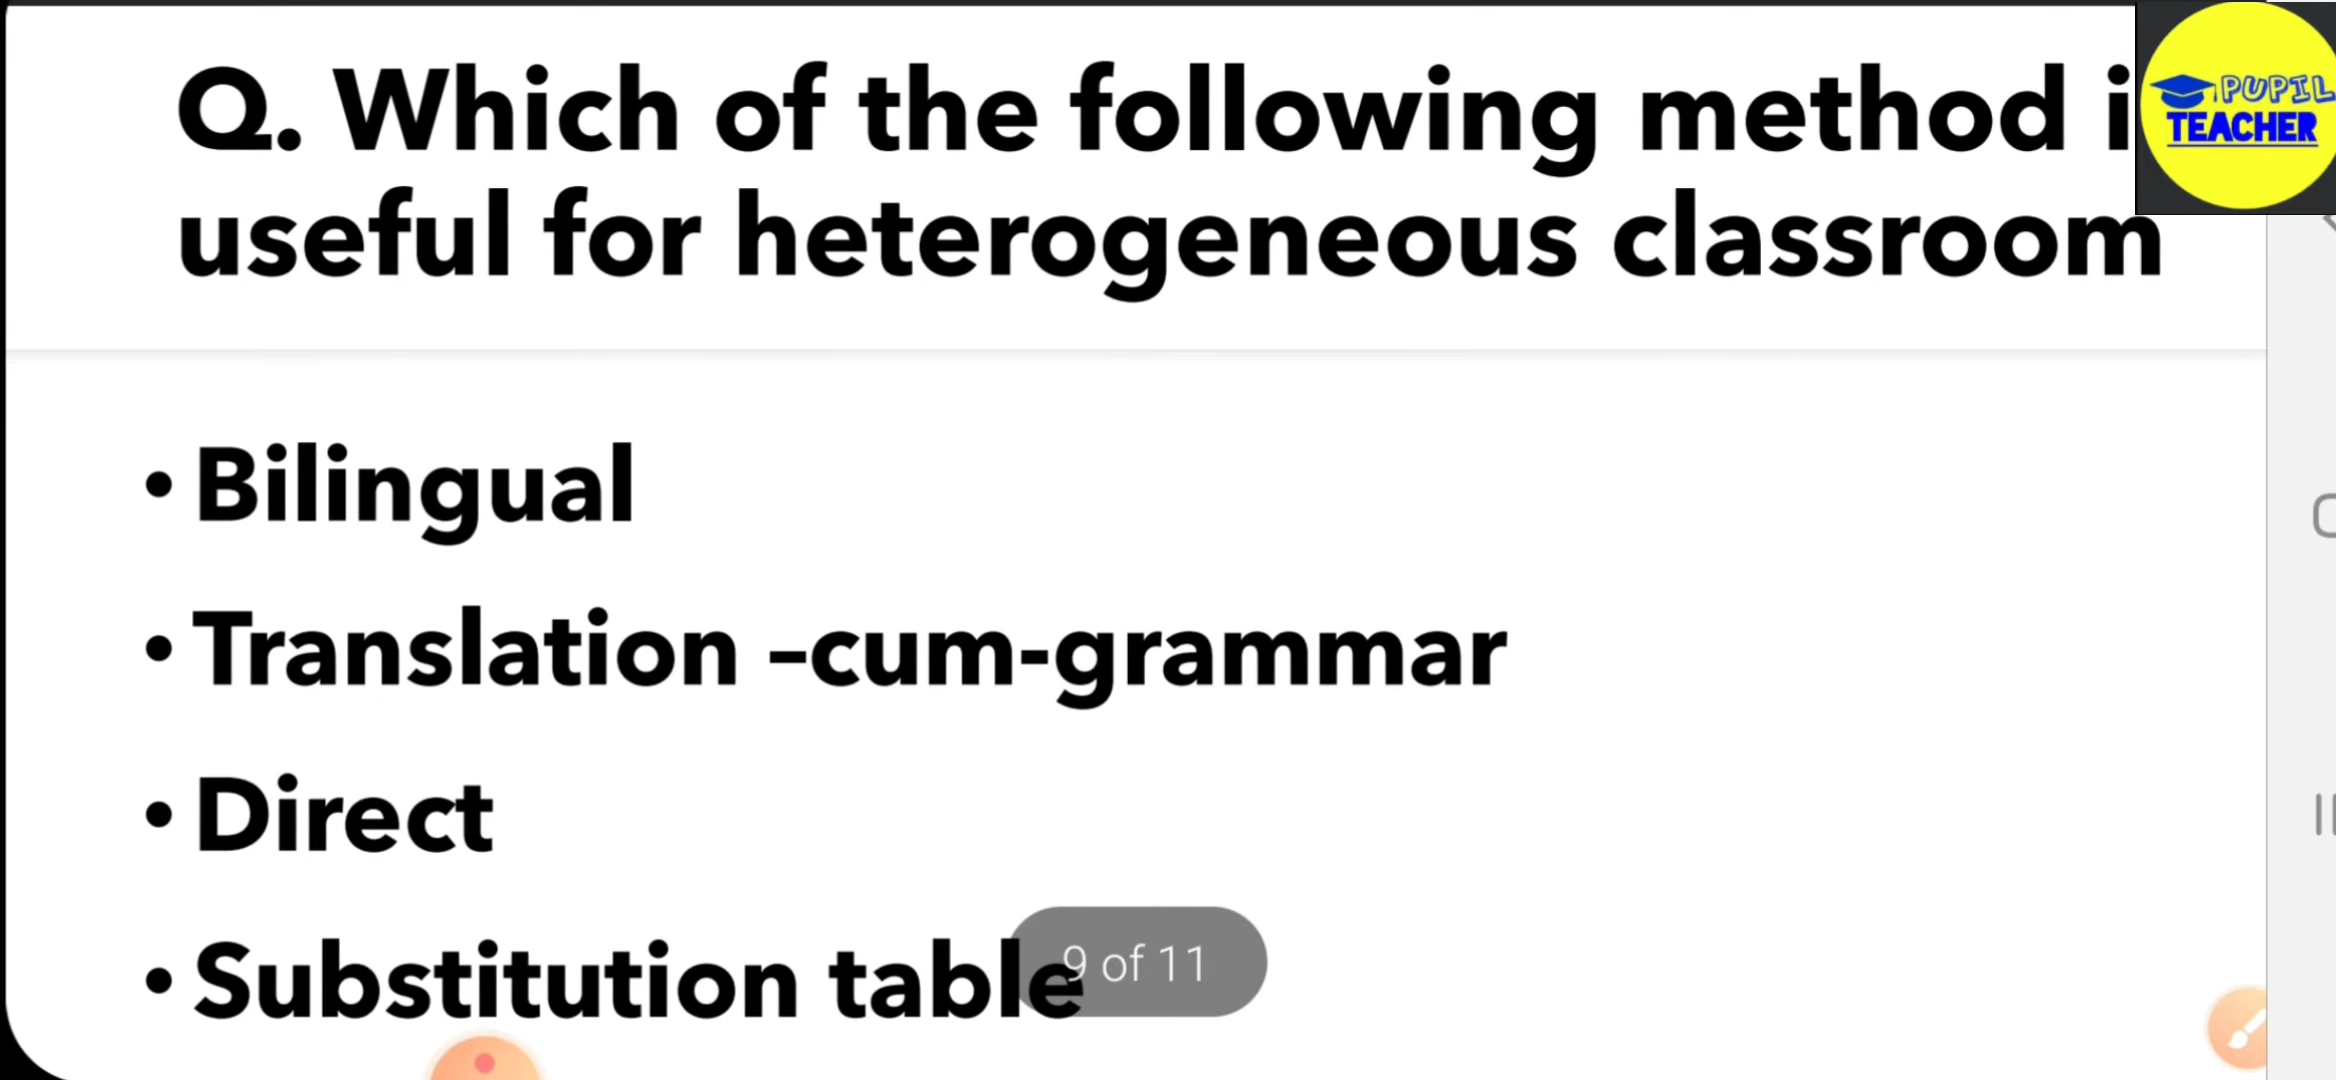 Q. Which of the following method i
PUPIL
TEACHER
useful for heterogeneous classroom
• Bilingual
• Translation –cum-grammar
• Direct
• Substitution table
9 of 11